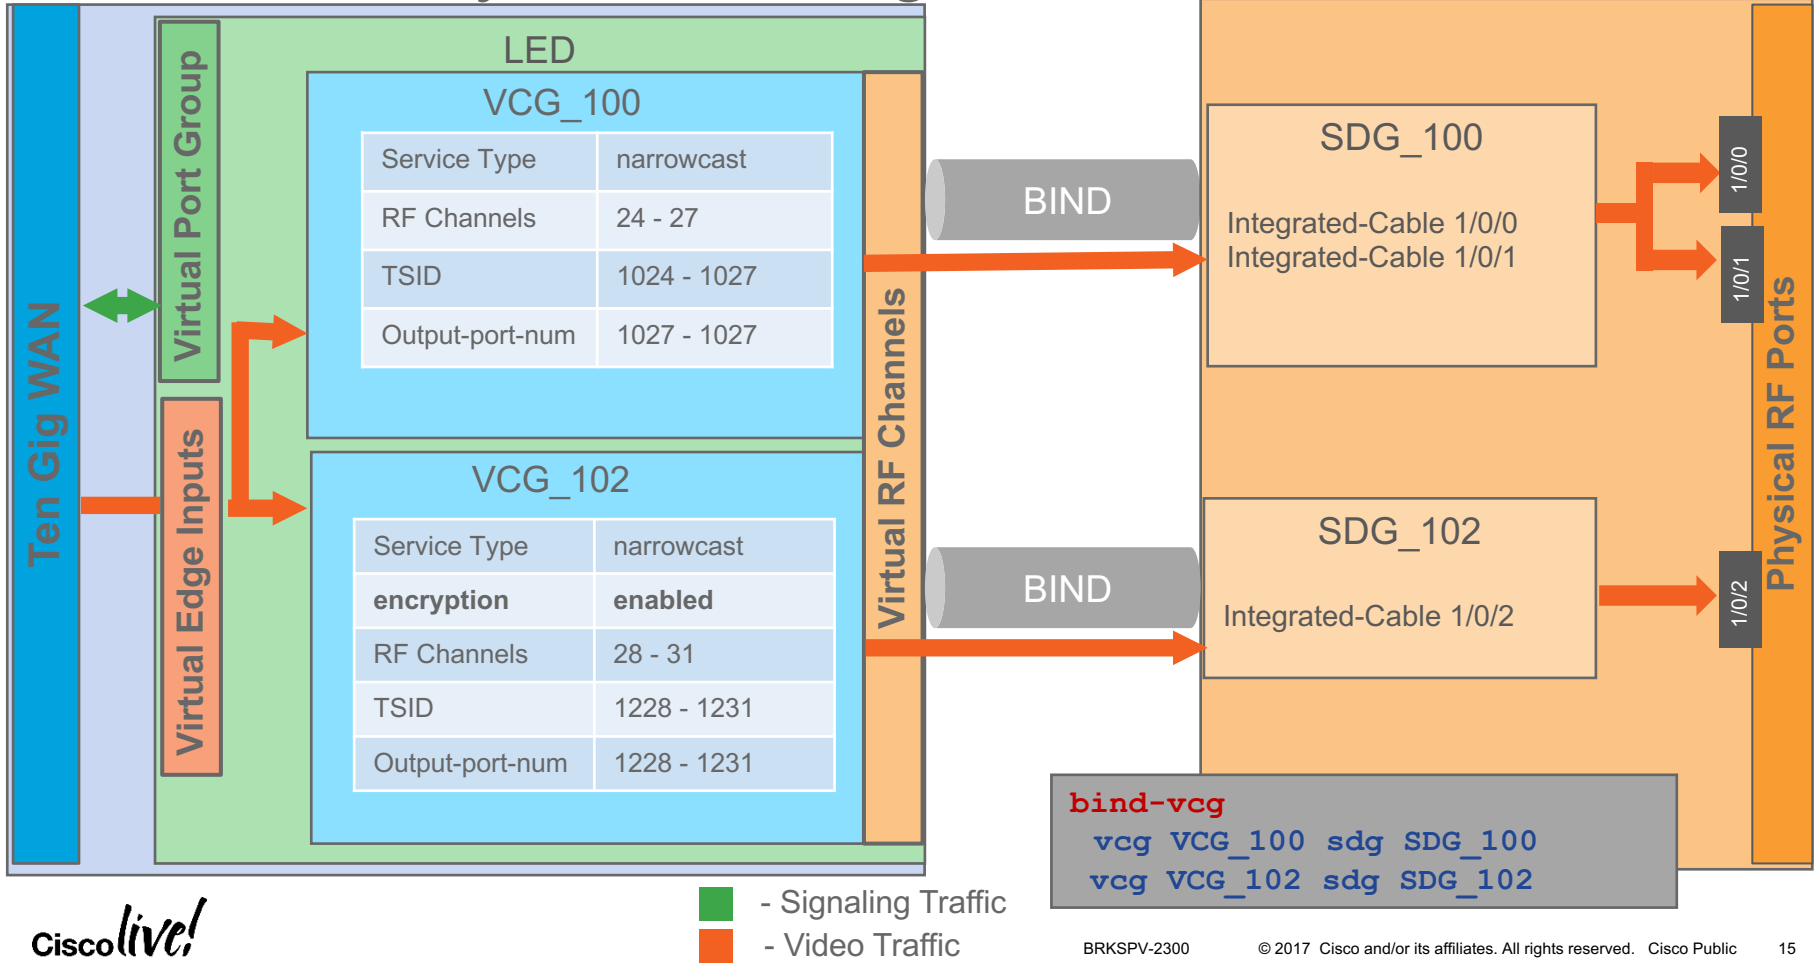 LED
Ten Gig WAN
Virtual Port Group
Virtual Edge Inputs
VCG_100
Service Type narrowcast
RF Channels 24 - 27
TSID 1024 - 1027
Output-port-num 1027 - 1027
VCG_102
Service Type narrowcast
encryption enabled
RF Channels 28 - 31
TSID 1228 - 1231
Output-port-num 1228 - 1231
Virtual RF Channels
BIND
BIND
SDG_100
Integrated-Cable 1/0/0
Integrated-Cable 1/0/1
SDG_102
Integrated-Cable 1/0/2
1/0/0
1/0/1
1/0/2
Physical RF Ports
bind-vcg
vcg VCG_100 sdg SDG_100
vcg VCG_102 sdg SDG_102
- Signaling Traffic
- Video Traffic
Cisco live!
BRKSPV-2300 © 2017 Cisco and/or its affiliates. All rights reserved. Cisco Public 15